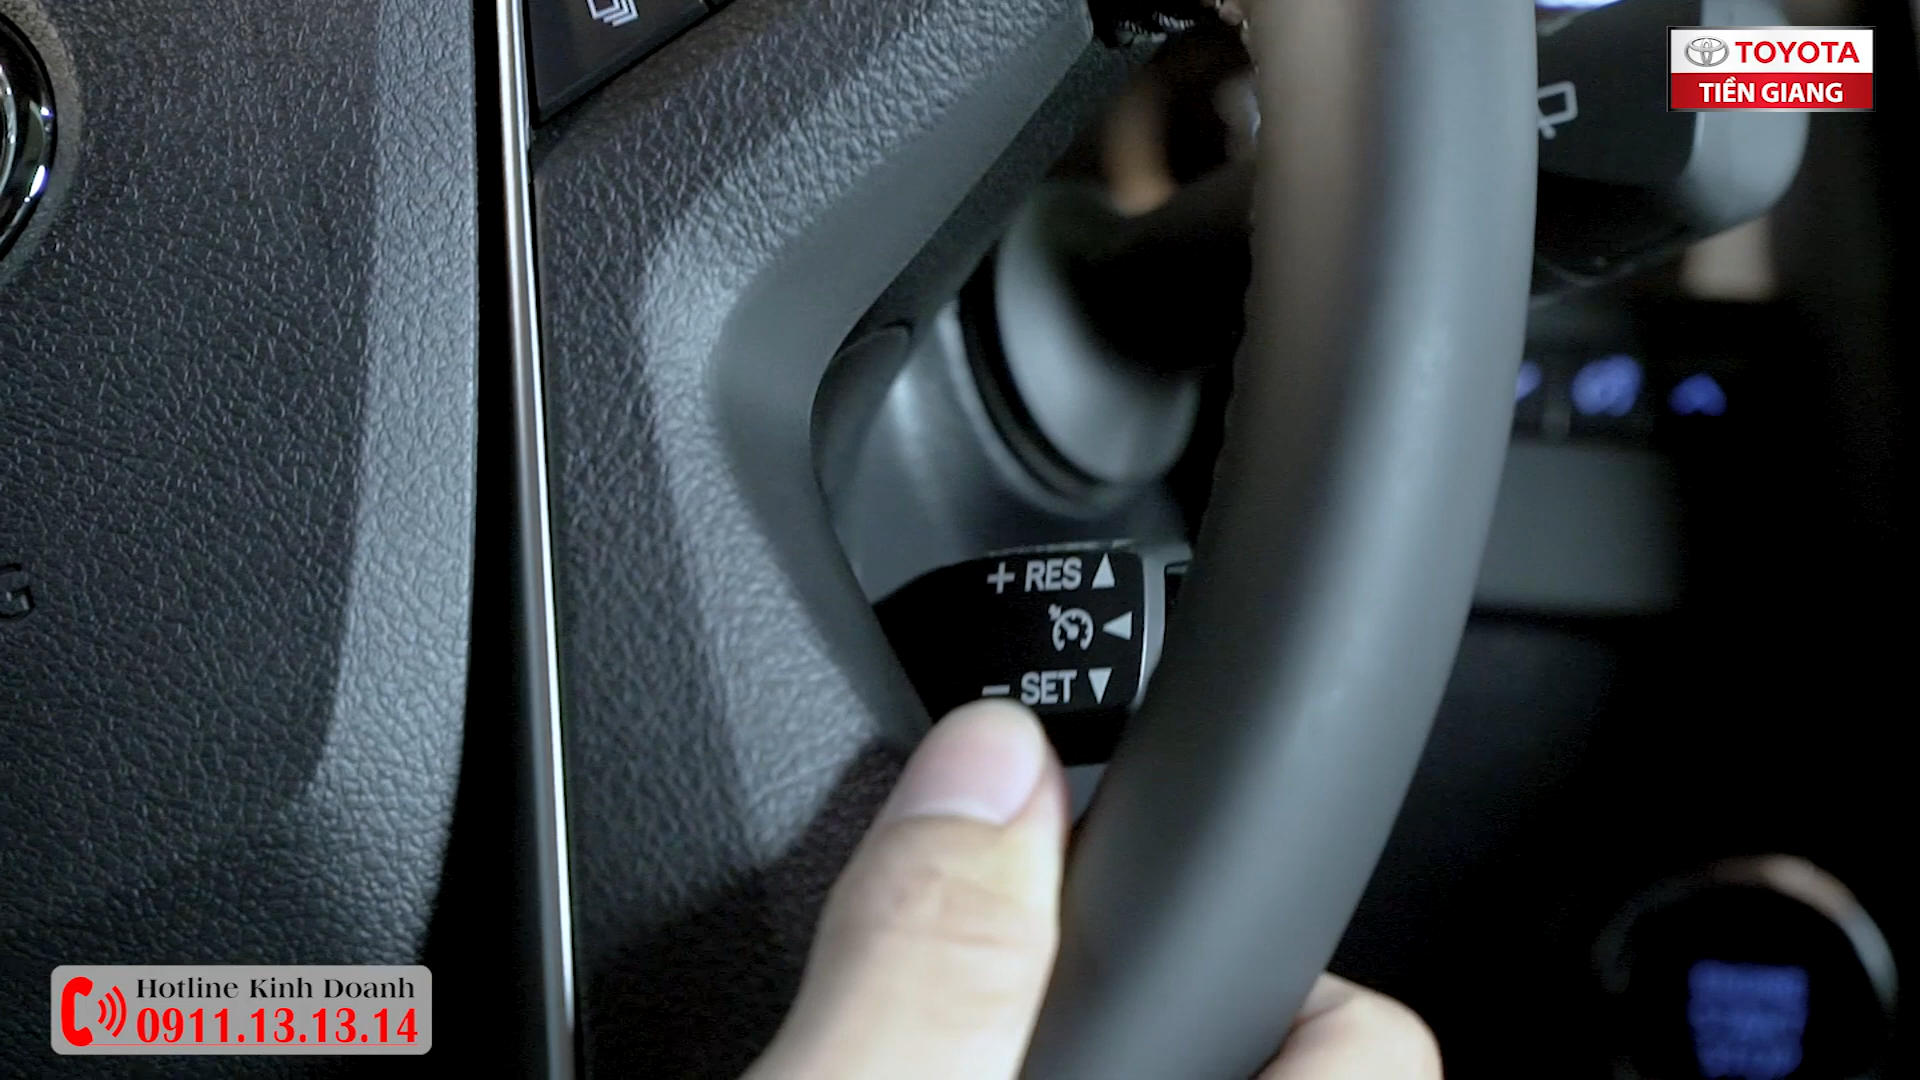 TOYOTA
TIỀN GIANG
+ RES
- SET
G
Hotline Kinh Doanh
0911.13.13.14